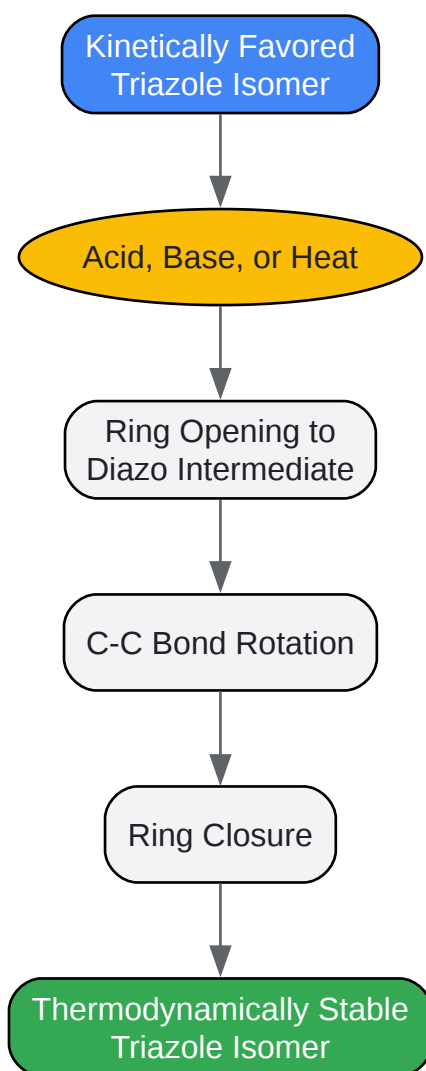 Kinetically Favored
Triazole Isomer
Acid, Base, or Heat
Ring Opening to
Diazo Intermediate
C-C Bond Rotation
Ring Closure
Thermodynamically Stable
Triazole Isomer